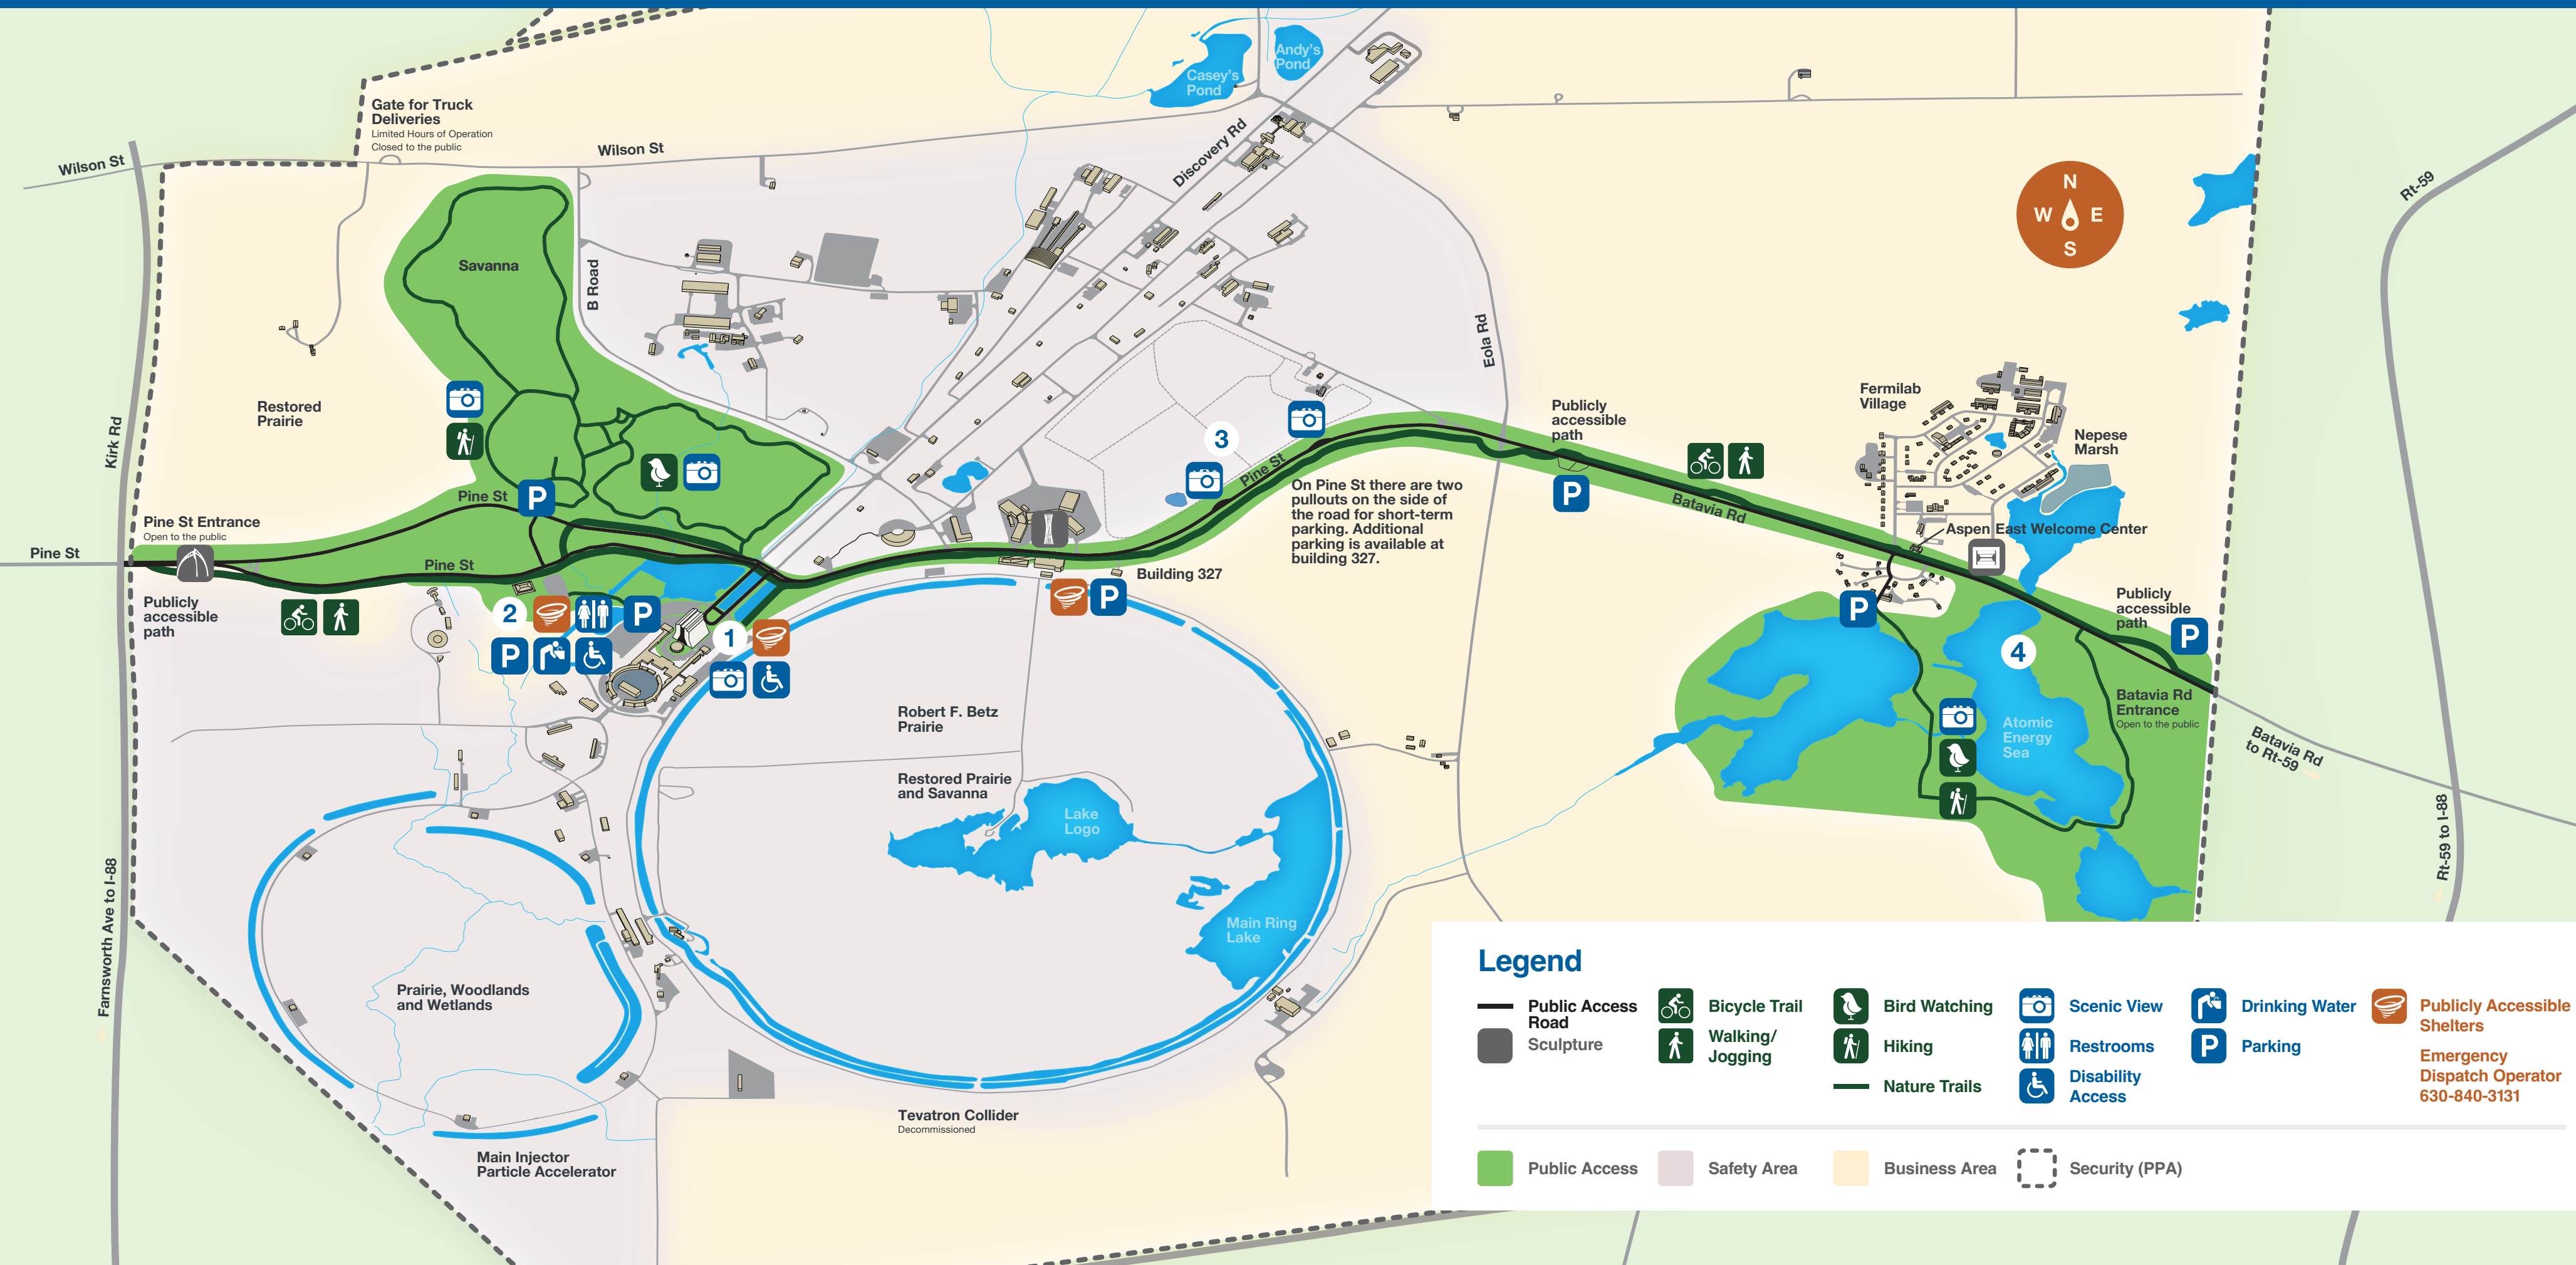 Casey's
Pond
Andy's
Pond
Gate for Truck
Deliveries
Limited Hours of Operation
Closed to the public
Wilson St
Wilson St
Discovery Rd
Rt-59
N
W E
S
Savanna
B Road
Eola Rd
Kirk Rd
Restored
Prairie
Fermilab
Village
Publicly
accessible
path
Nepese
Marsh
3
Pine St
On Pine St there are two
pullouts on the side of
the road for short-term
parking. Additional
parking is available at
building 327.
P
Batavia Rd
Pine St
P
Pine St Entrance
Open to the public
Aspen East Welcome Center
Pine St
Pine St
Building 327
Publicly
accessible
path
2
P
P
1
P
P
Publicly
accessible
path
P
4
Batavia Rd
Entrance
Open to the public
Atomic
Energy
Sea
Batavia Rd
to Rt-59
Robert F. Betz
Prairie
Restored Prairie
and Savanna
Lake
Logo
Main Ring
Lake
Farnsworth Ave to I-88
Rt-59 to I-88
Prairie, Woodlands
and Wetlands
Tevatron Collider
Decommissioned
Main Injector
Particle Accelerator
Legend
Public Access
Road
Sculpture
Bicycle Trail
Walking/
Jogging
Bird Watching
Hiking
Nature Trails
Scenic View
Restrooms
Disability
Access
Drinking Water
P
Parking
Publicly Accessible
Shelters
Emergency
Dispatch Operator
630-840-3131
Public Access
Safety Area
Business Area
Security (PPA)